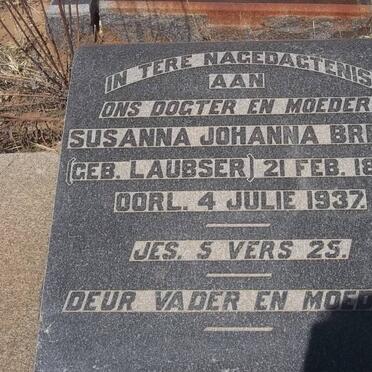 IN TERE NAGEDAGTENIS
AAN
ONS DOGTER EN MOEDER
SUSANNA JOHANNA
(GEB. LAUBSER) 21 FEB.
OORL. 4 JULIE 1937.
JES. 5 VERS 25.
DEUR VADER EN